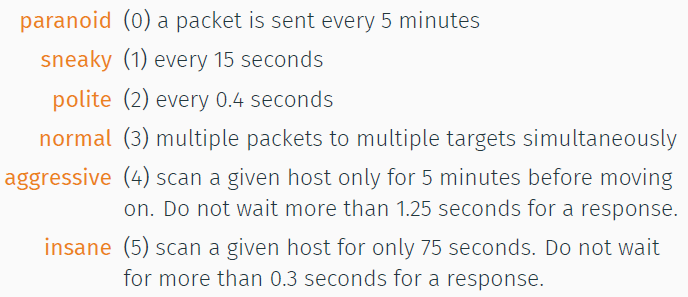 paranoid (0) a packet is sent every 5 minutes
sneaky (1) every 15 seconds
polite (2) every 0.4 seconds
normal (3) multiple packets to multiple targets simultaneously
aggressive (4) scan a given host only for 5 minutes before moving
on. Do not wait more than 1.25 seconds for a response.
insane (5) scan a given host for only 75 seconds. Do not wait
for more than 0.3 seconds for a response.